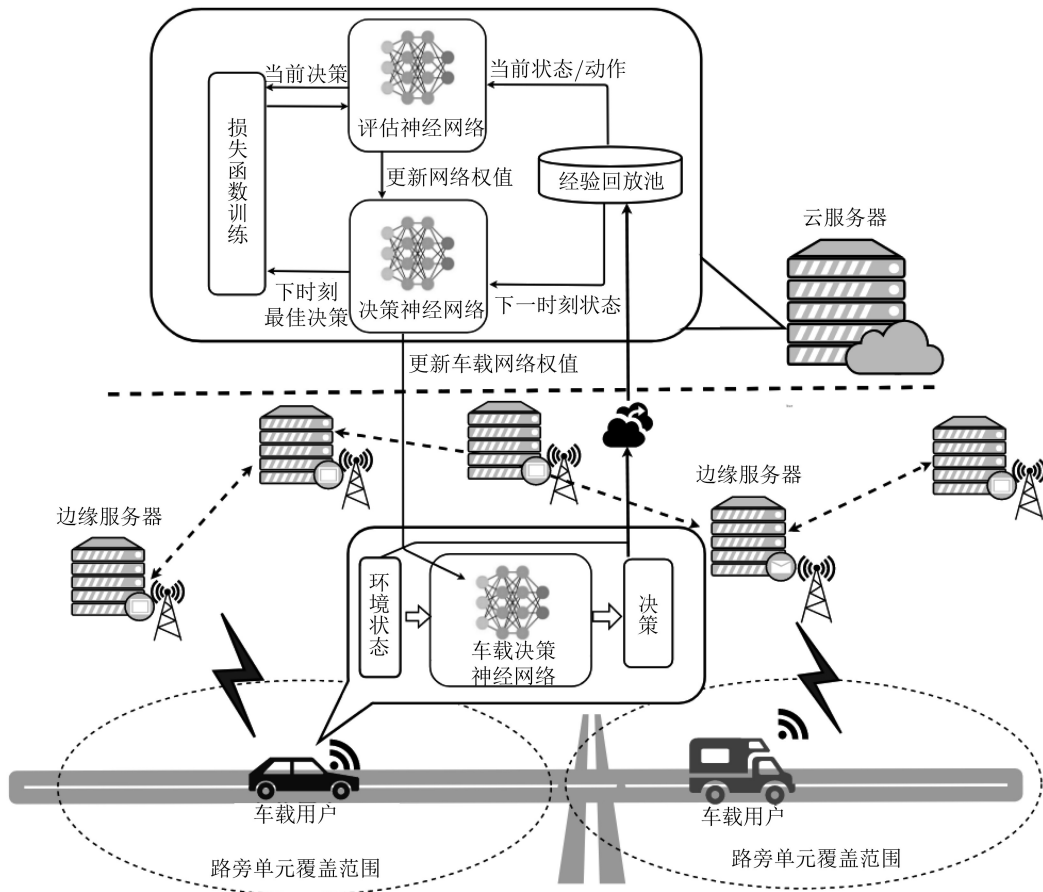 当前决策
当前状态/动作
评估神经网络
损失函数训练
更新网络权值
经验回放池
云服务器
下时刻
最佳决策
决策神经网络
下一时刻状态
更新车载网络权值
边缘服务器
边缘服务器
环境状态
决策
车载决策
神经网络
车载用户
车载用户
路旁单元覆盖范围
路旁单元覆盖范围